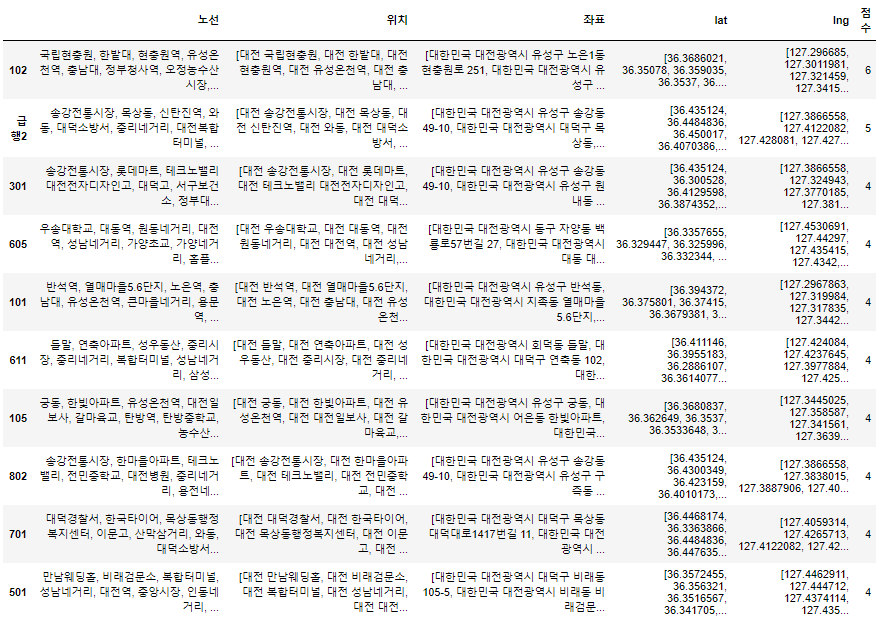 노선 위치 좌표 lat lng 점수
102 국립현충원, 한밭대, 현충원역, 유성온천역, 충남대, 정부청사역, 오정농수산시장,... [대전 국립현충원, 대전 한밭대, 대전 현충원역, 대전 유성온천역, 대전 충남대, ... [대한민국 대전광역시 유성구 노은1동 현충원로 251, 대한민국 대전광역시 유성구 ... [36.3686021, 36.35078, 36.359035, 36.3537, 36.... [127.296685, 127.3011981, 127.321459, 127.3415... 6
급행2 송강전통시장, 목상동, 신탄진역, 와동, 대덕소방서, 중리네거리, 대전복합터미널, ... [대전 송강전통시장, 대전 목상동, 대전 신탄진역, 대전 와동, 대전 대덕소방서, ... [대한민국 대전광역시 유성구 송강동 49-10, 대한민국 대전광역시 대덕구 목상동,... [36.435124, 36.4484836, 36.450017, 36.4070386,... [127.3866558, 127.4122082, 127.428081, 127.427... 5
301 송강전통시장, 롯데마트, 테크노밸리 대전전자디자인고, 대덕고, 서구보건소, 정부대... [대전 송강전통시장, 대전 롯데마트, 대전 테크노밸리 대전전자디자인고, 대전 대덕... [대한민국 대전광역시 유성구 송강동 49-10, 대한민국 대전광역시 유성구 원내동 ... [36.435124, 36.300528, 36.4129598, 36.3874352,... [127.3866558, 127.324943, 127.3770185, 127.381... 4
605 우송대학교, 대동역, 원동네거리, 대전역, 성남네거리, 가양초교, 가양네거리, 홈플... [대전 우송대학교, 대전 대동역, 대전 원동네거리, 대전 대전역, 대전 성남네거리,... [대한민국 대전광역시 동구 자양동 백룡로57번길 27, 대한민국 대전광역시 대동 대... [36.3357655, 36.329447, 36.325996, 36.332344, ... [127.4530691, 127.44297, 127.435415, 127.4342,... 4
101 반석역, 열매마을5.6단지, 노은역, 충남대, 유성온천역, 큰마을네거리, 용문역, ... [대전 반석역, 대전 열매마을5.6단지, 대전 노은역, 대전 충남대, 대전 유성온천... [대한민국 대전광역시 유성구 반석동, 대한민국 대전광역시 지족동 열매마을5.6단지,... [36.394372, 36.375801, 36.37415, 36.3679381, 3... [127.2967863, 127.319984, 127.317835, 127.3442... 4
611 들말, 연축아파트, 성우동산, 중리시장, 중리네거리, 복합터미널, 성남네거리, 삼성... [대전 들말, 대전 연축아파트, 대전 성우동산, 대전 중리시장, 대전 중리네거리, ... [대한민국 대전광역시 회덕동 들말, 대한민국 대전광역시 대덕구 연축동 102, 대한... [36.411146, 36.3955183, 36.2886107, 36.3614077... [127.424084, 127.4237645, 127.3977884, 127.425... 4
105 궁동, 한빛아파트, 유성온천역, 대전일보사, 갈마육교, 탄방역, 탄방중학교, 농수산... [대전 궁동, 대전 한빛아파트, 대전 유성온천역, 대전 대전일보사, 대전 갈마육교,... [대한민국 대전광역시 유성구 궁동, 대한민국 대전광역시 어은동 한빛아파트, 대한민국... [36.3680837, 36.362649, 36.3537, 36.3533648, 3... [127.3445025, 127.358587, 127.341561, 127.3639... 4
802 송강전통시장, 한마을아파트, 테크노밸리, 전민중학교, 대전병원, 중리네거리, 용전네... [대전 송강전통시장, 대전 한마을아파트, 대전 테크노밸리, 대전 전민중학교, 대전 ... [대한민국 대전광역시 유성구 송강동 49-10, 대한민국 대전광역시 유성구 구즉동 ... [36.435124, 36.4300349, 36.423159, 36.4010173,... [127.3866558, 127.3838015, 127.3887906, 127.40... 4
701 대덕경찰서, 한국타이어, 목상동행정복지센터, 이문고, 산막삼거리, 와동, 대덕소방서... [대전 대덕경찰서, 대전 한국타이어, 대전 목상동행정복지센터, 대전 이문고, 대전 ... [대한민국 대전광역시 대덕구 목상동 대덕대로1417번길 11, 대한민국 대전광역시 ... [36.4468174, 36.3363866, 36.4484836, 36.447635... [127.4059314, 127.4265713, 127.4122082, 127.42... 4
501 만남웨딩홀, 비래검문소, 복합터미널, 성남네거리, 대전역, 중앙시장, 인동네거리, ... [대전 만남웨딩홀, 대전 비래검문소, 대전 복합터미널, 대전 성남네거리, 대전 대전... [대한민국 대전광역시 대덕구 비래동 105-5, 대한민국 대전광역시 비래동 비래검문... [36.3572455, 36.356321, 36.3516567, 36.341705,... [127.4462911, 127.444712, 127.4374114, 127.435... 4